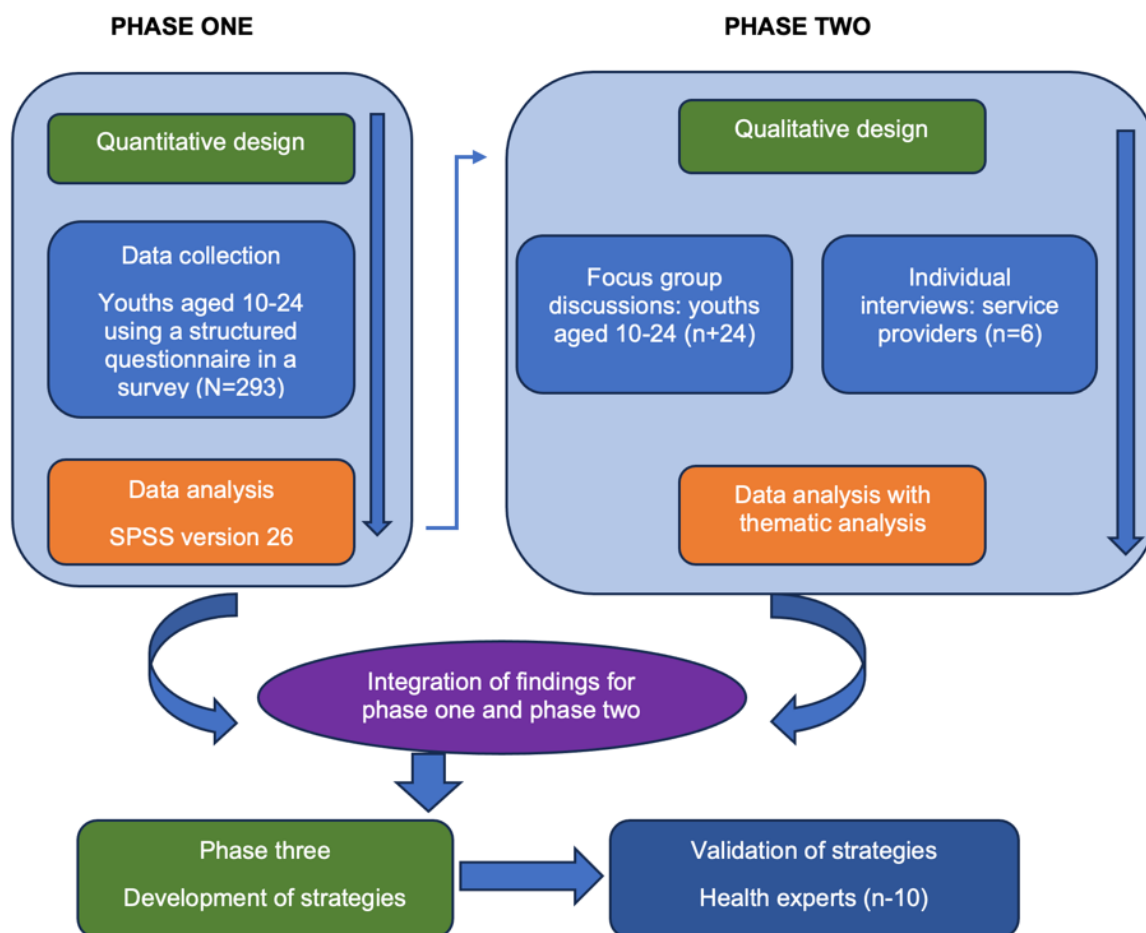 PHASE ONE
PHASE TWO
Quantitative design
Data collection
Youths aged 10-24
using a structured
questionnaire in a
survey (N=293)
Data analysis
SPSS version 26
Qualitative design
Focus group
discussions: youths
aged 10-24 (n+24)
Individual
interviews: service
providers (n=6)
Data analysis with
thematic analysis
Integration of findings for
phase one and phase two
Phase three
Development of strategies
Validation of strategies
Health experts (n-10)